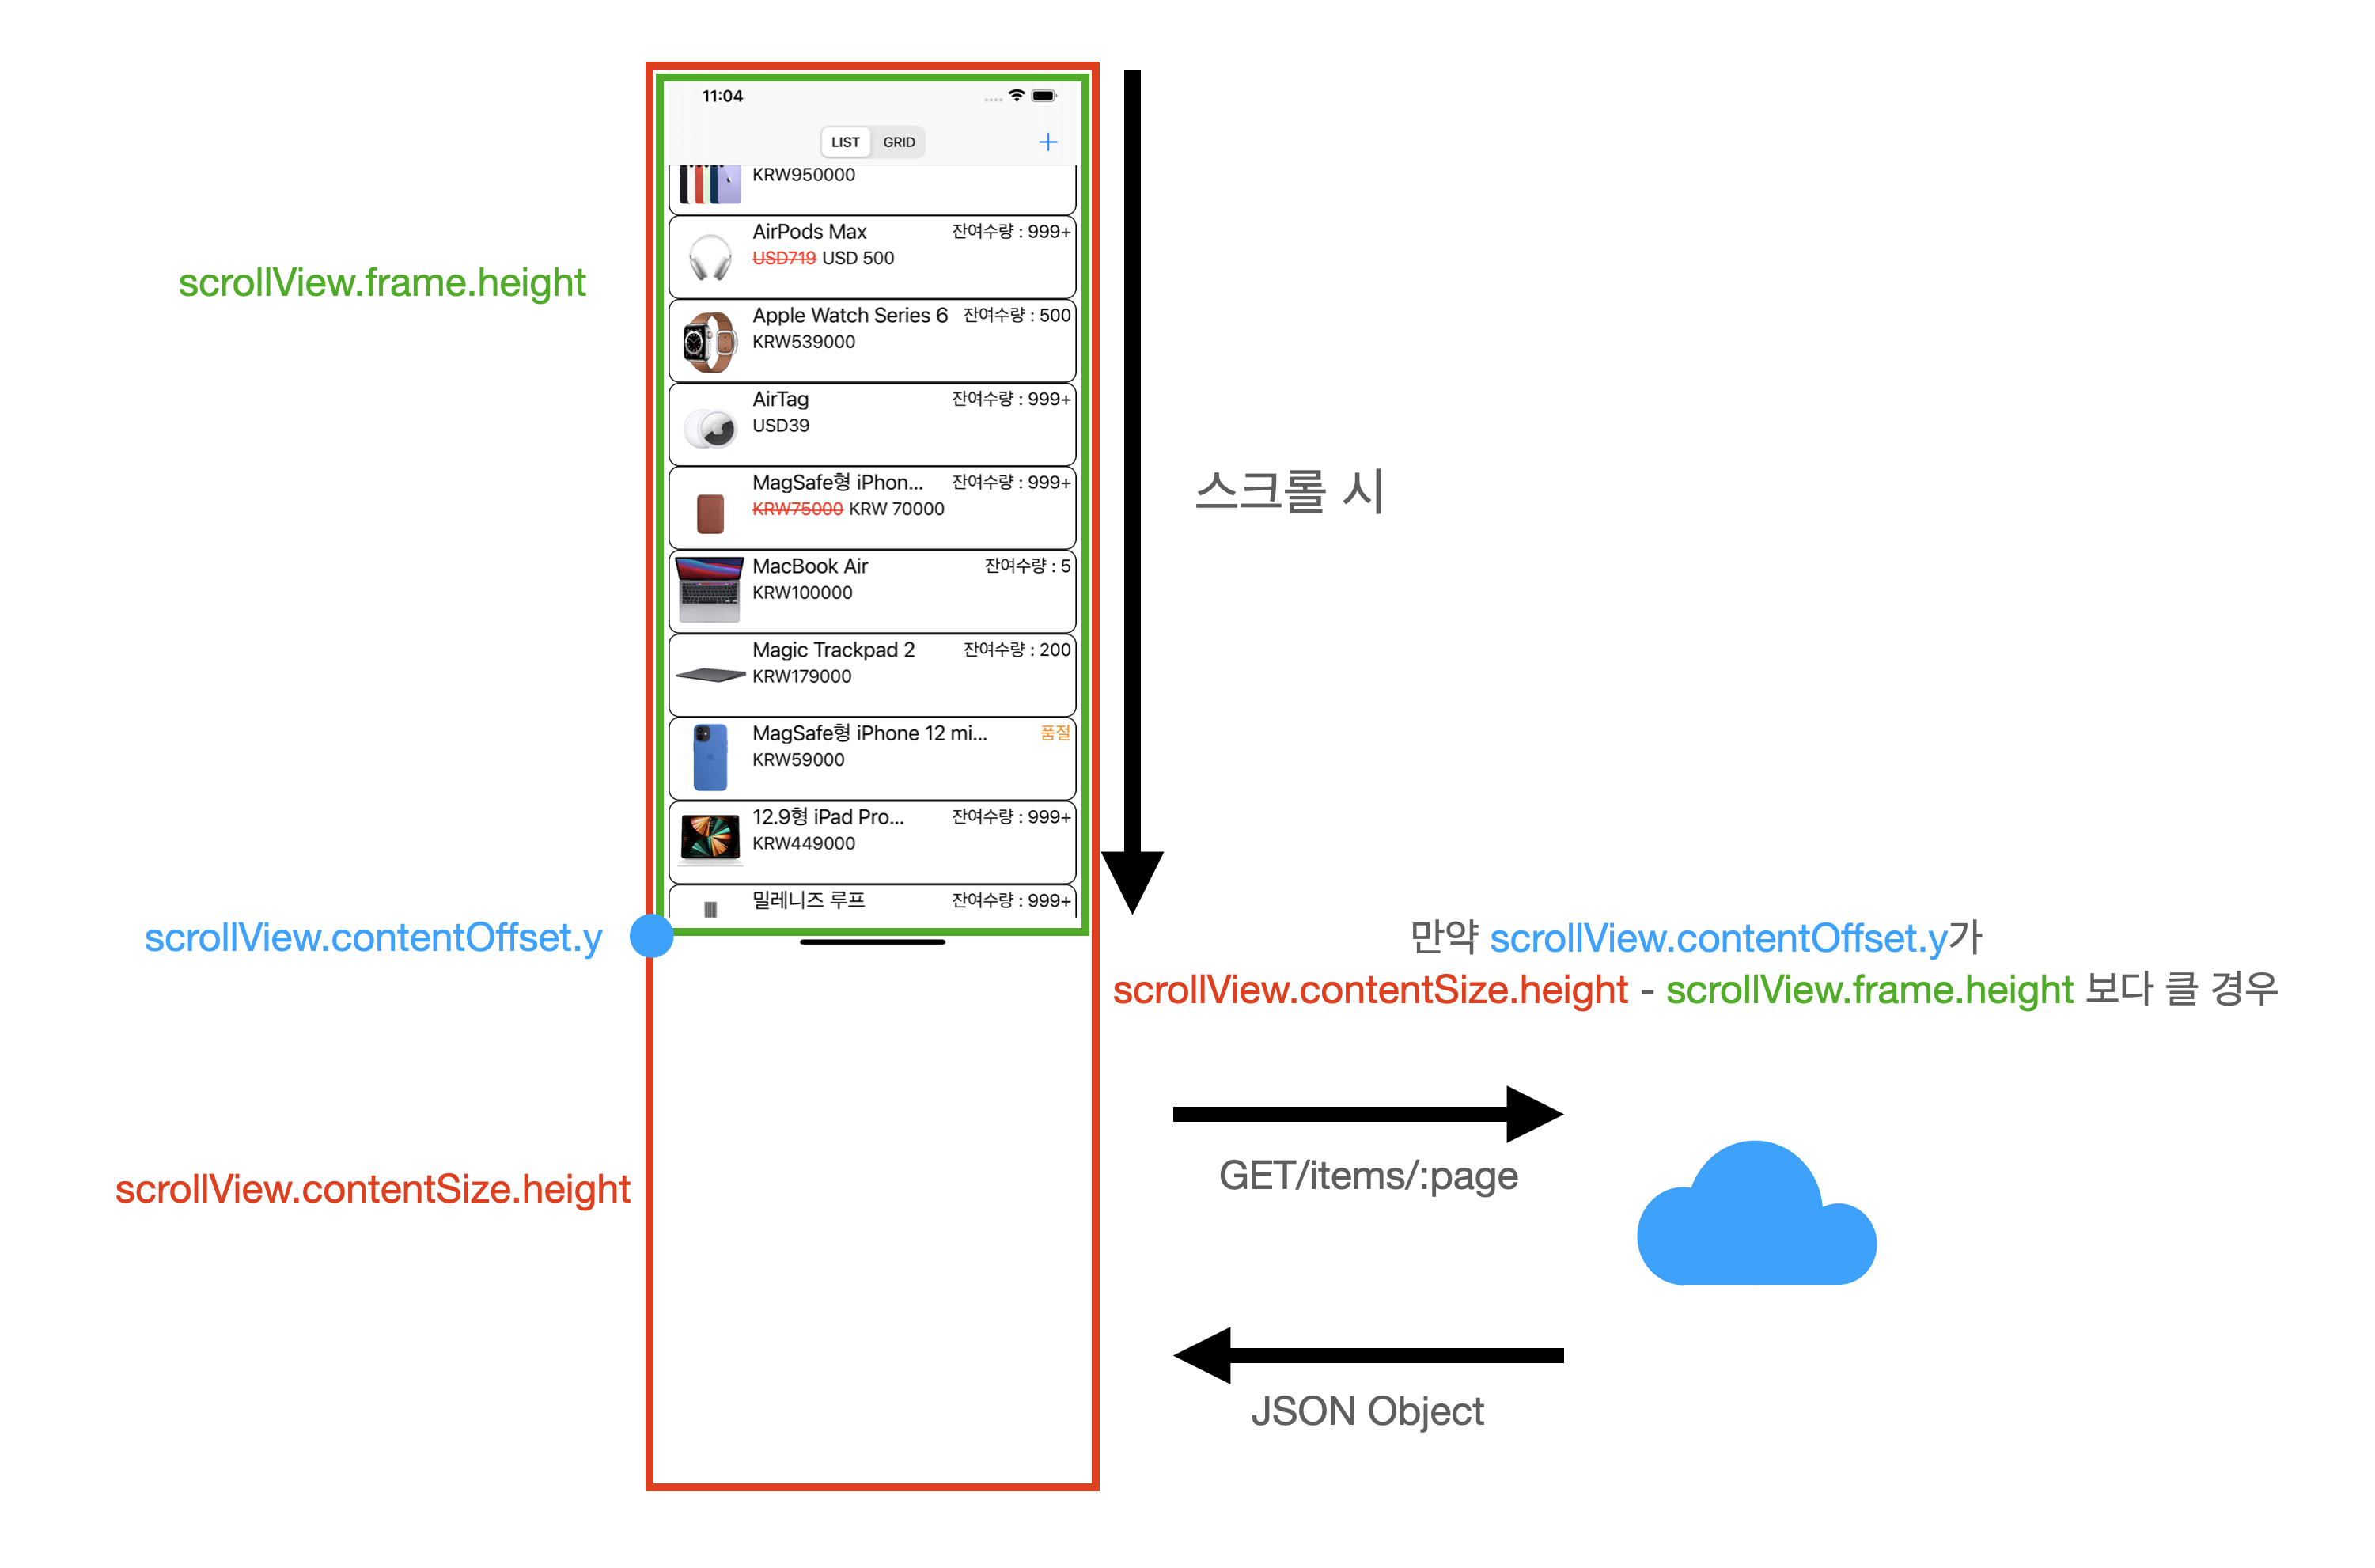 11:04
LIST GRID +
KRW950000
AirPods Max 잔여수량 : 999+
USD719 USD 500
Apple Watch Series 6 잔여수량 : 500
KRW539000
AirTag 잔여수량 : 999+
USD39
MagSafe형 iPhon... 잔여수량 : 999+
KRW75000 KRW 70000
MacBook Air 잔여수량 : 5
KRW100000
Magic Trackpad 2 잔여수량 : 200
KRW179000
MagSafe형 iPhone 12 mi... 품절
KRW59000
12.9형 iPad Pro... 잔여수량 : 999+
KRW449000
밀레니즈 루프 잔여수량 : 999+
scrollView.frame.height
scrollView.contentOffset.y
scrollView.contentSize.height
스크롤 시
만약 scrollView.contentOffset.y가
scrollView.contentSize.height - scrollView.frame.height 보다 클 경우
GET/items/:page
JSON Object